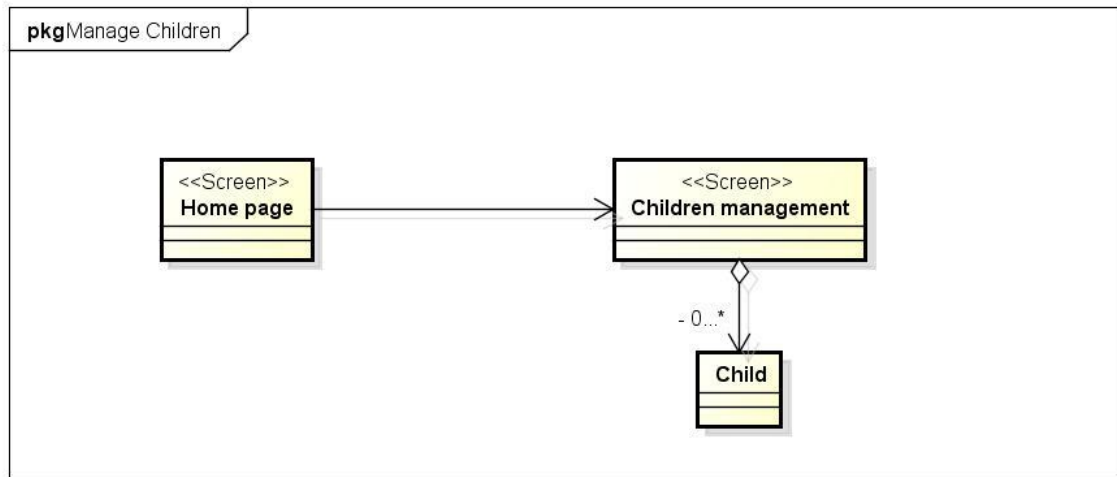 pkgManage Children
<<Screen>>
Home page
<<Screen>>
Children management
- 0...*
Child